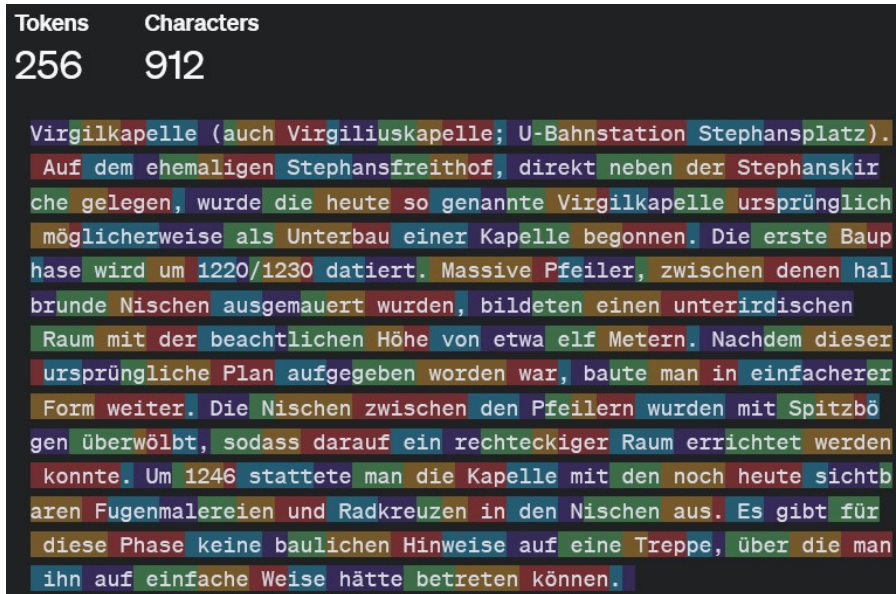 Tokens Characters
256 912
Virgilkapelle (auch Virgiliuskapelle; U-Bahnstation Stephansplatz).
Auf dem ehemaligen Stephansfreithof, direkt neben der Stephanskir
che gelegen, wurde die heute so genannte Virgilkapelle ursprünglich
möglicherweise als Unterbau einer Kapelle begonnen. Die erste Baup
hase wird um 1220/1230 datiert. Massive Pfeiler, zwischen denen hal
brunde Nischen ausgemauert wurden, bildeten einen unterirdischen
Raum mit der beachtlichen Höhe von etwa elf Metern. Nachdem dieser
ursprüngliche Plan aufgegeben worden war, baute man in einfacherer
Form weiter. Die Nischen zwischen den Pfeilern wurden mit Spitzbö
gen überwölbt, sodass darauf ein rechteckiger Raum errichtet werden
konnte. Um 1246 stattete man die Kapelle mit den noch heute sichtb
aren Fugenmalereien und Radkreuzen in den Nischen aus. Es gibt für
diese Phase keine baulichen Hinweise auf eine Treppe, über die man
ihn auf einfache Weise hätte betreten können.